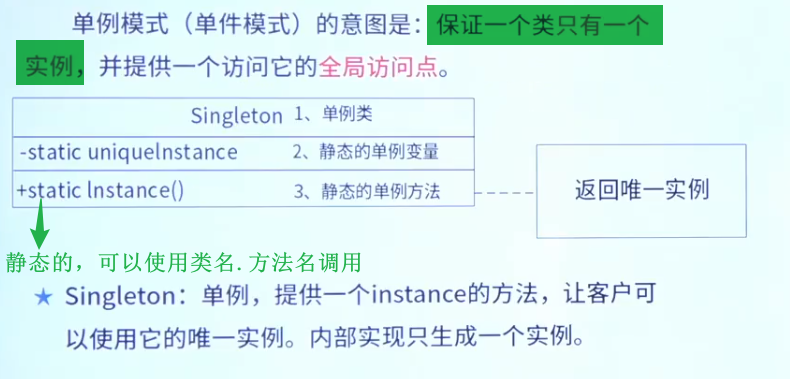 单例模式（单件模式）的意图是：保证一个类只有一个
实例，并提供一个访问它的全局访问点。
Singleton 1、单例类
-static uniqueInstance 2、静态的单例变量
+static Instance() 3、静态的单例方法
返回唯一实例
静态的，可以使用类名.方法名调用
★ Singleton：单例，提供一个instance的方法，让客户可
以使用它的唯一实例。内部实现只生成一个实例。